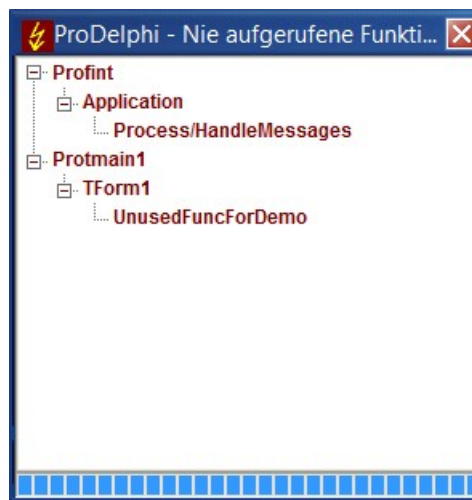 ProDelphi - Nie aufgerufene Funkti...
Profint
Application
Process/HandleMessages
Protmain1
TForm1
UnusedFuncForDemo